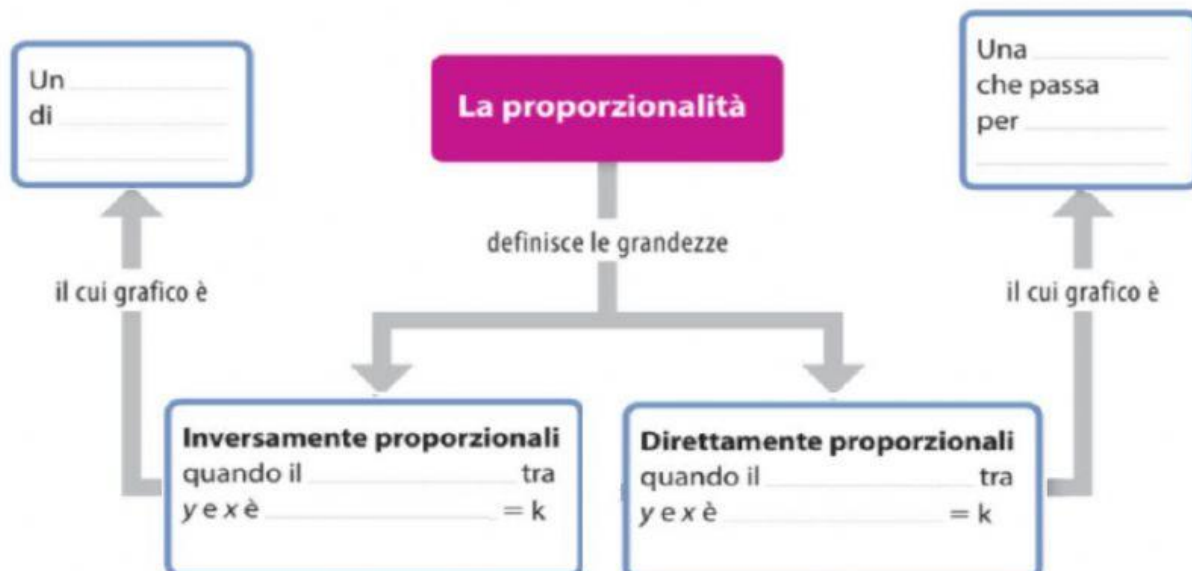 Un
di
La proporzionalità
Una
che passa
per
definisce le grandezze
il cui grafico è
il cui grafico è
Inversamente proporzionali
quando il tra
y e x è = k
Direttamente proporzionali
quando il tra
y e x è = k